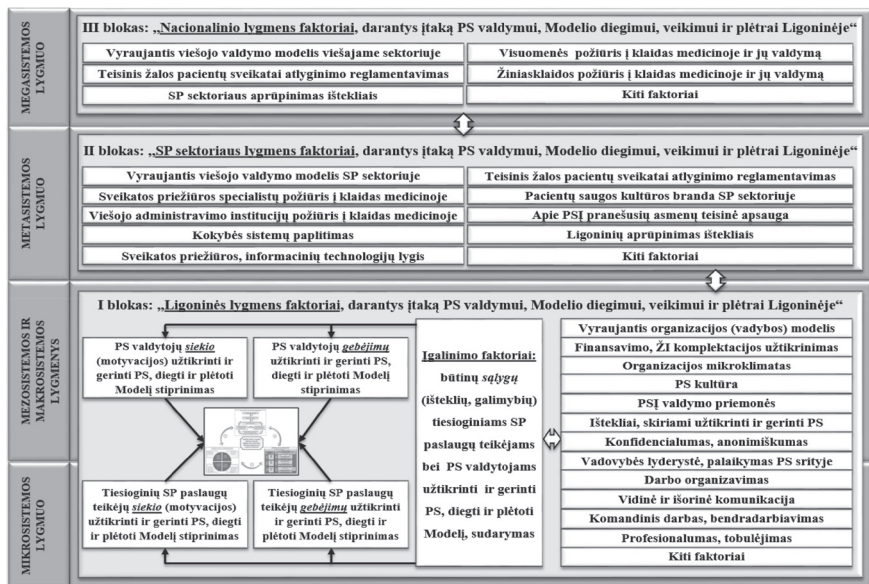 MEGASISTEMOS
LYGMUO
III blokas: „Nacionalinio lygmens faktoriai, darantys įtaką PS valdymui, Modelio diegimui, veikimui ir plėtrai Ligoninėje“
Vyraujantis viešojo valdymo modelis viešajame sektoriuje
Teisinis žalos pacientų sveikatai atlyginimo reglamentavimas
SP sektoriaus aprūpinimas ištekliais
Visuomenės požiūris į klaidas medicinoje ir jų valdymą
Žiniasklaidos požiūris į klaidas medicinoje ir jų valdymą
Kiti faktoriai
METASISTEMOS
LYGMUO
II blokas: „SP sektoriaus lygmens faktoriai, darantys įtaką PS valdymui, Modelio diegimui, veikimui ir plėtrai Ligoninėje“
Vyraujantis viešojo valdymo modelis SP sektoriuje
Sveikatos priežiūros specialistų požiūris į klaidas medicinoje
Viešojo administravimo institucijų požiūris į klaidas medicinoje
Kokybės sistemų paplitimas
Sveikatos priežiūros, informacinių technologijų lygis
Teisinis žalos pacientų sveikatai atlyginimo reglamentavimas
Pacientų saugos kultūros branda SP sektoriuje
Apie PSĮ pranešusių asmenų teisinė apsauga
Ligoninių aprūpinimas ištekliais
Kiti faktoriai
MEZOSISTEMOS IR
MAKROSISTEMOS
LYGMENYS
MIKROSISTEMOS
LYGMUO
I blokas: „Ligoninės lygmens faktoriai, darantys įtaką PS valdymui, Modelio diegimui, veikimui ir plėtrai Ligoninėje“
PS valdytojų siekio
(motyvacijos) užtikrinti ir
gerinti PS, diegti ir plėtoti
Modelį stiprinimas
PS valdytojų gebėjimų
užtikrinti ir gerinti PS,
diegti ir plėtoti Modelį
stiprinimas
Tiesioginių SP paslaugų
teikėjų siekio (motyvacijos)
užtikrinti ir gerinti PS, diegti
ir plėtoti Modelį stiprinimas
Tiesioginių SP paslaugų
teikėjų gebėjimų užtikrinti
ir gerinti PS, diegti ir
plėtoti Modelį stiprinimas
Igalinimo faktoriai:
būtinų sąlygų
(išteklių, galimybių)
tiesioginiams SP
paslaugų teikėjams
bei PS valdytojams
užtikrinti ir gerinti
PS, diegti ir plėtoti
Modelį, sudarymas
Vyraujantis organizacijos (vadybos) modelis
Finansavimo, ŽI komplektacijos užtikrinimas
Organizacijos mikroklimatas
PS kultūra
PSĮ valdymo priemonės
Ištekliai, skiriami užtikrinti ir gerinti PS
Konfidencialumas, anonimiškumas
Vadovybės lyderystė, palaikymas PS srityje
Darbo organizavimas
Vidinė ir išorinė komunikacija
Komandinis darbas, bendradarbiavimas
Profesionalumas, tobulėjimas
Kiti faktoriai